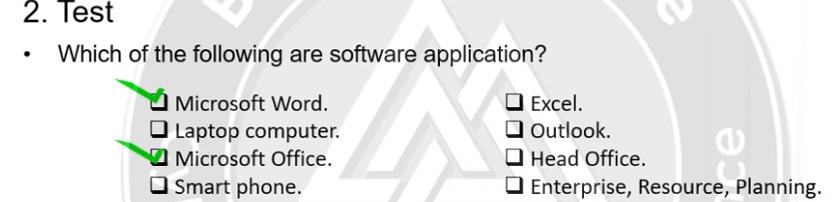 2. Test
• Which of the following are software application?
Microsoft Word.
Laptop computer.
Microsoft Office.
Smart phone.
Excel.
Outlook.
Head Office.
Enterprise, Resource, Planning.